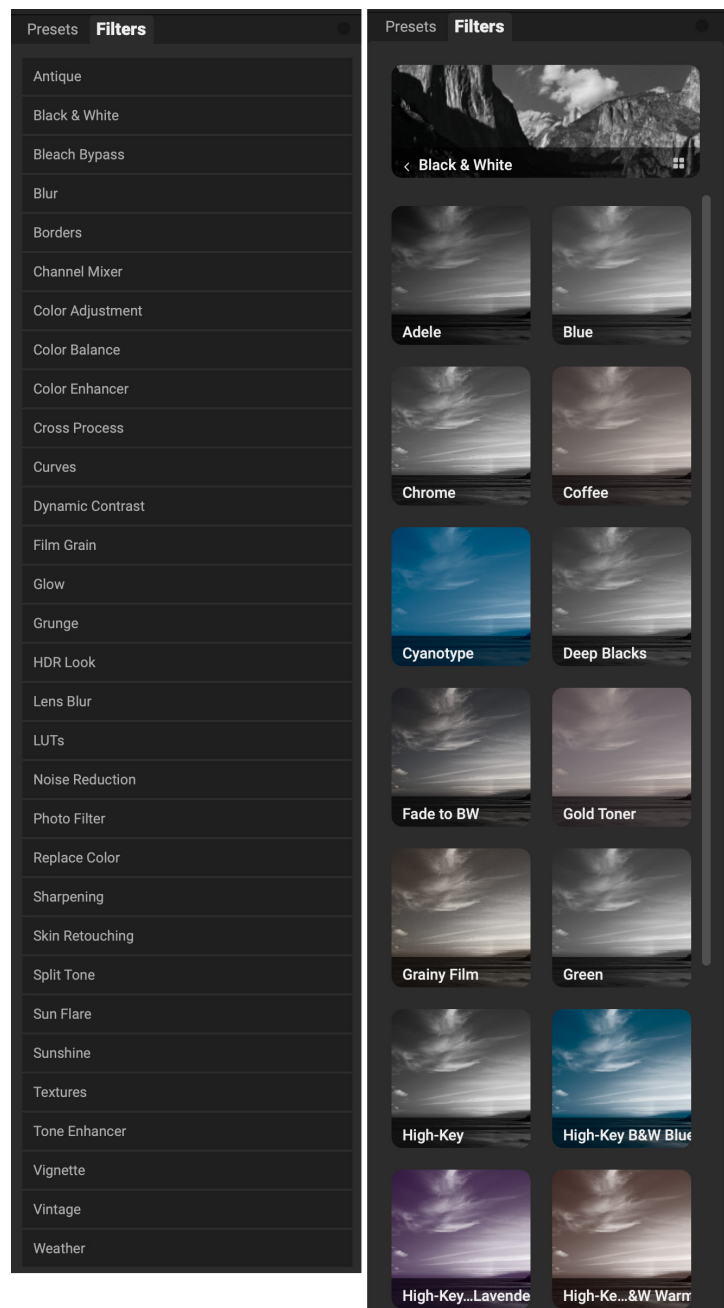 Presets Filters
Antique
Black & White
Bleach Bypass
Blur
Borders
Channel Mixer
Color Adjustment
Color Balance
Color Enhancer
Cross Process
Curves
Dynamic Contrast
Film Grain
Glow
Grunge
HDR Look
Lens Blur
LUTs
Noise Reduction
Photo Filter
Replace Color
Sharpening
Skin Retouching
Split Tone
Sun Flare
Sunshine
Textures
Tone Enhancer
Vignette
Vintage
Weather
Presets Filters
Black & White
Adele
Blue
Chrome
Coffee
Cyanotype
Deep Blacks
Fade to BW
Gold Toner
Grainy Film
Green
High-Key
High-Key B&W Blue
High-Key...Lavende
High-Ke...&W Warm